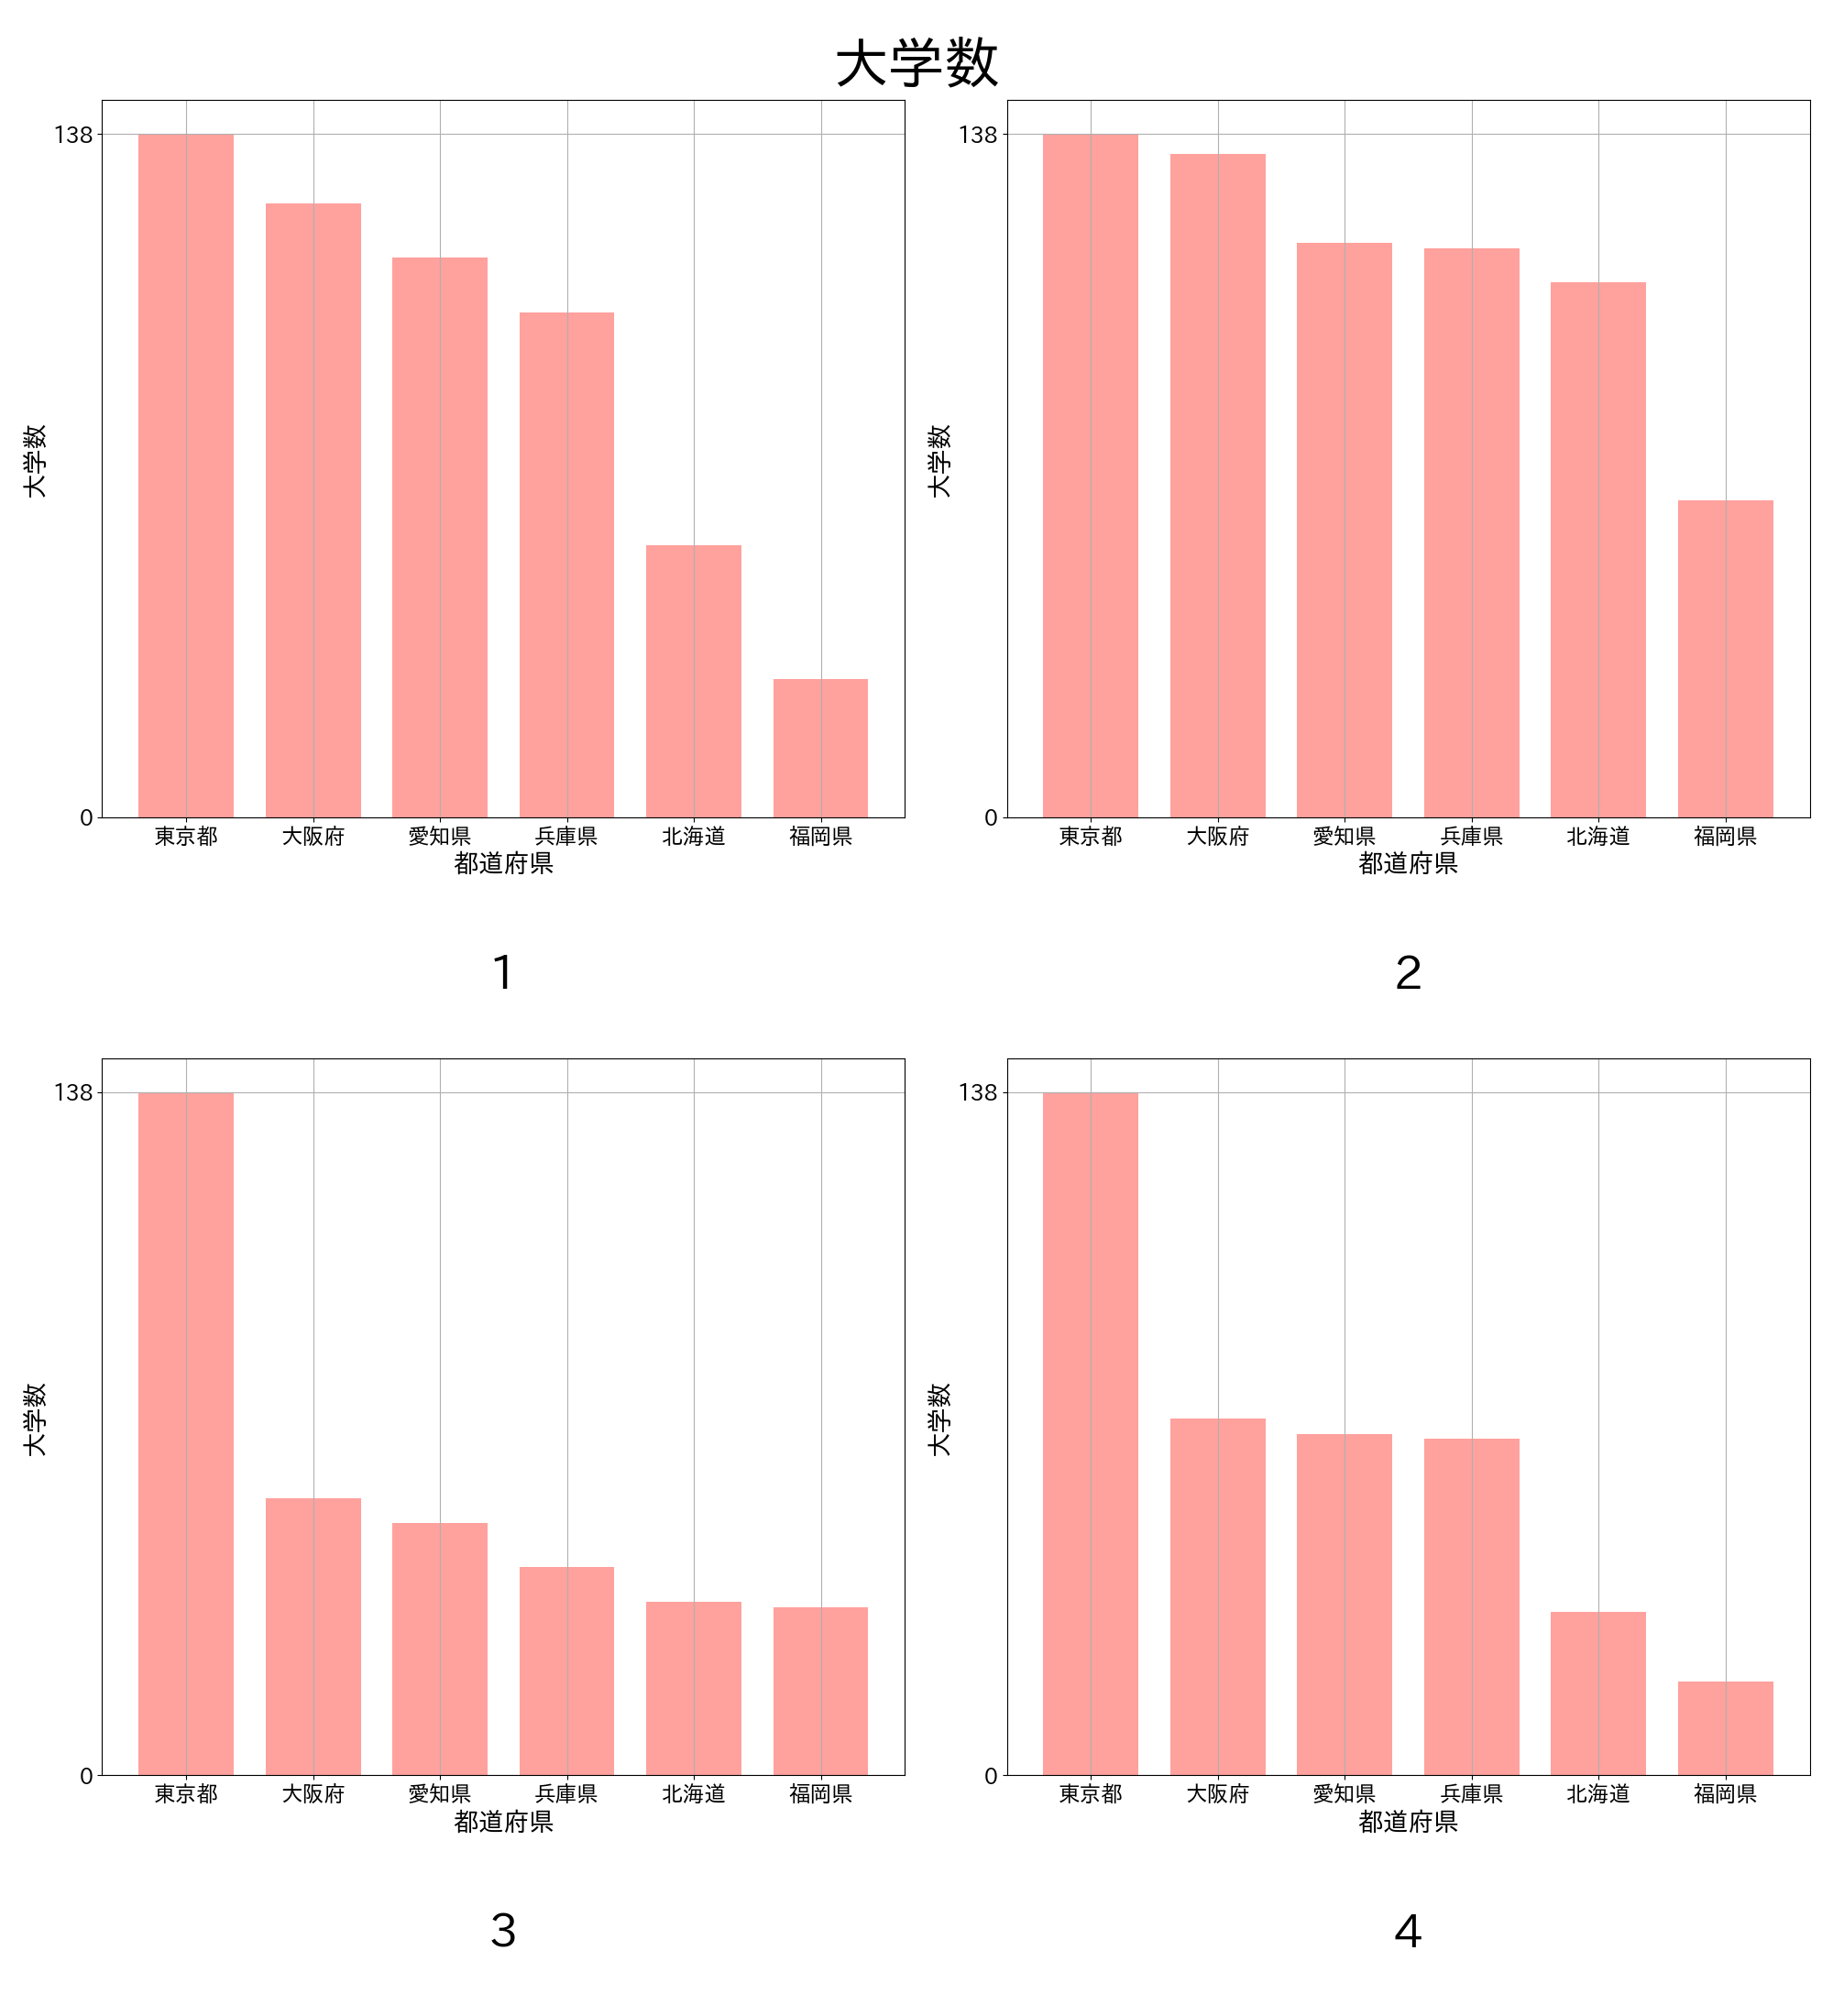 大学数
138
0
大学数
東京都 大阪府 愛知県 兵庫県 北海道 福岡県
都道府県
1
138
0
大学数
東京都 大阪府 愛知県 兵庫県 北海道 福岡県
都道府県
2
138
0
大学数
東京都 大阪府 愛知県 兵庫県 北海道 福岡県
都道府県
3
138
0
大学数
東京都 大阪府 愛知県 兵庫県 北海道 福岡県
都道府県
4